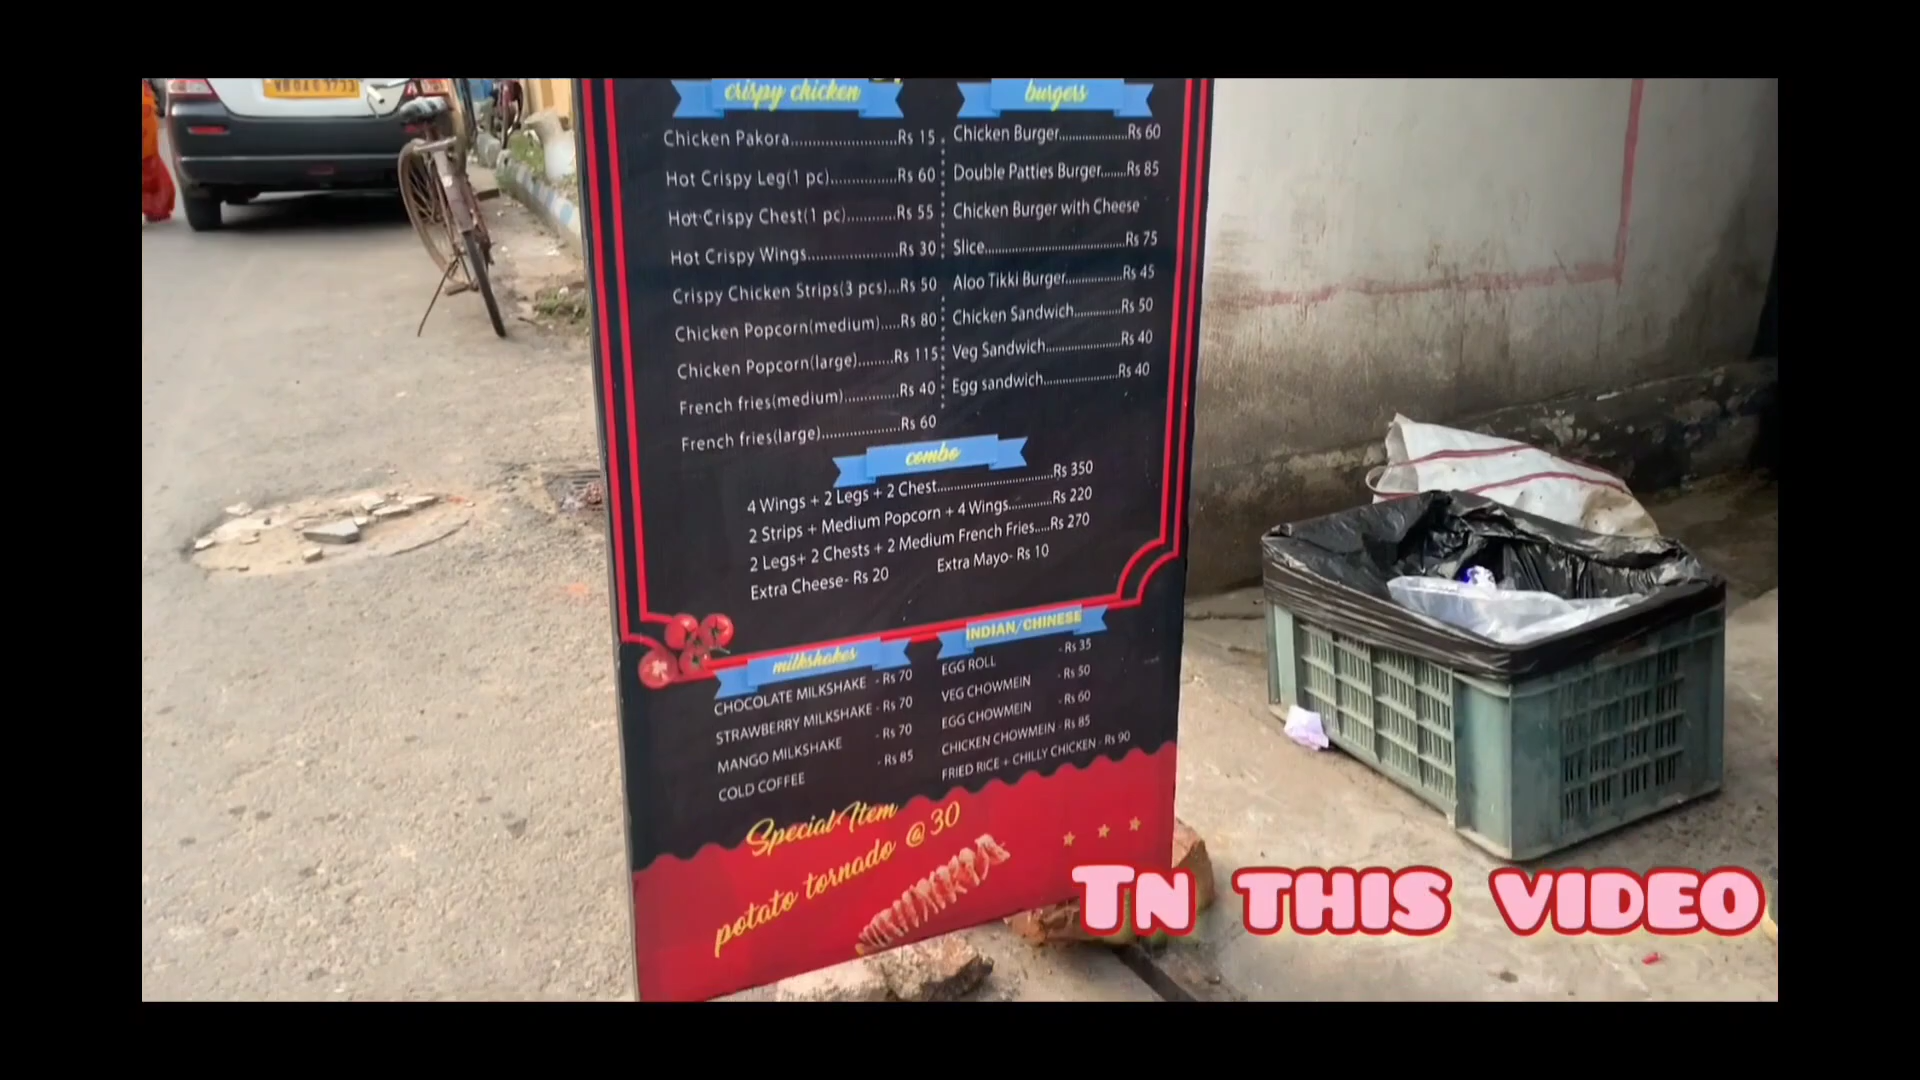 WB04G3733
crispy chicken
Chicken Pakora........................Rs 15
Hot Crispy Leg(1 pc)...............Rs 60
Hot Crispy Chest(1 pc)...........Rs 55
Hot Crispy Wings.....................Rs 30
Crispy Chicken Strips(3 pcs)...Rs 50
Chicken Popcorn(medium).....Rs 80
Chicken Popcorn(large)........Rs 115
French fries(medium).............Rs 40
French fries(large)...................Rs 60
burgers
Chicken Burger......................Rs 60
Double Patties Burger........Rs 85
Chicken Burger with Cheese
Slice.........................................Rs 75
Aloo Tikki Burger..................Rs 45
Chicken Sandwich...............Rs 50
Veg Sandwich........................Rs 40
Egg sandwich........................Rs 40
combo
4 Wings + 2 Legs + 2 Chest..............................Rs 350
2 Strips + Medium Popcorn + 4 Wings...........Rs 220
2 Legs+ 2 Chests + 2 Medium French Fries.....Rs 270
Extra Cheese- Rs 20 Extra Mayo- Rs 10
milkshakes
CHOCOLATE MILKSHAKE - Rs 70
STRAWBERRY MILKSHAKE - Rs 70
MANGO MILKSHAKE - Rs 70
COLD COFFEE - Rs 85
INDIAN/CHINESE
EGG ROLL - Rs 35
VEG CHOWMEIN - Rs 50
EGG CHOWMEIN - Rs 60
CHICKEN CHOWMEIN - Rs 85
FRIED RICE + CHILLY CHICKEN - Rs 90
Special Item
potato tornado @ 30
TN THIS VIDEO